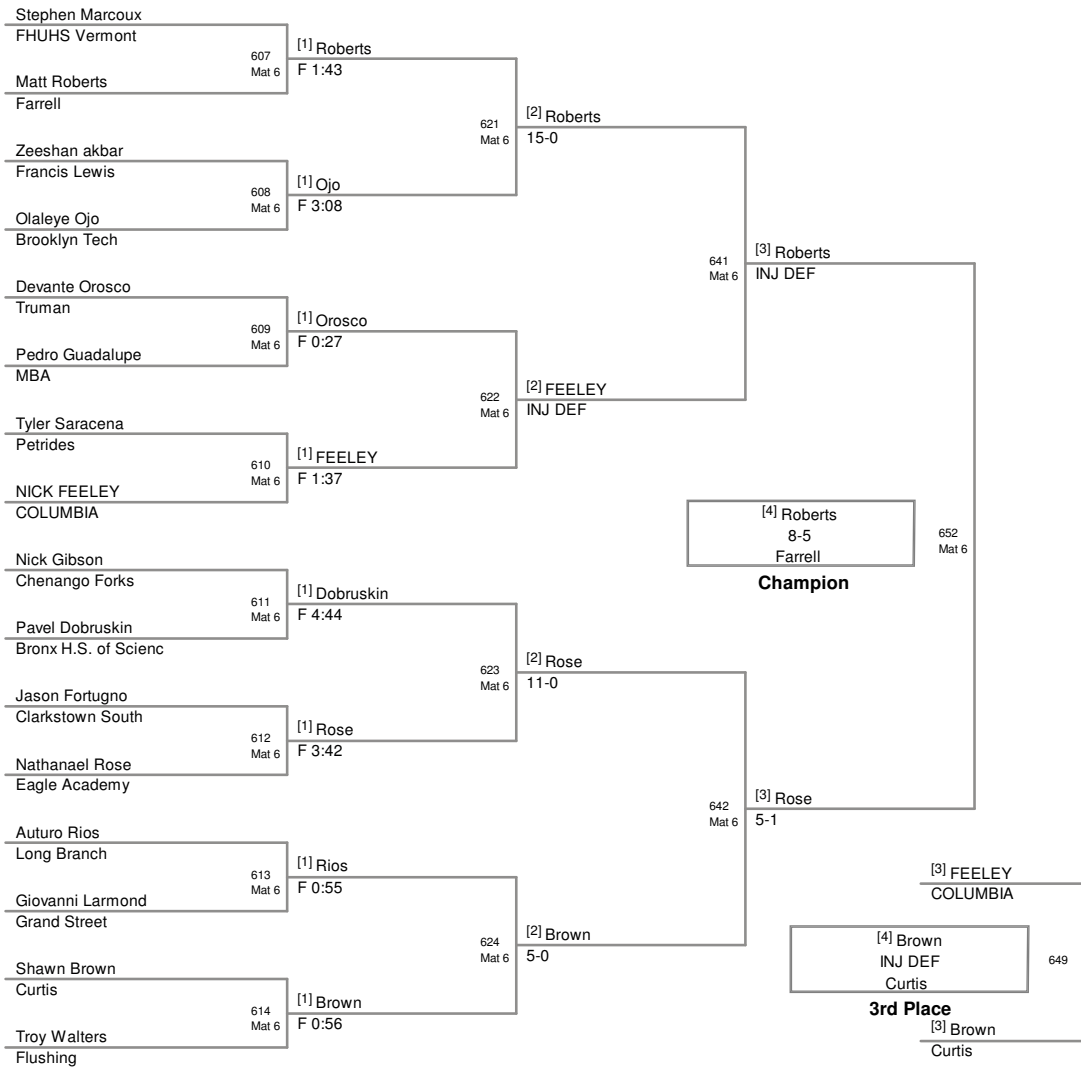 Stephen Marcoux
FHUHS Vermont
607
Mat 6
[1] Roberts
F 1:43
Matt Roberts
Farrell
621
Mat 6
[2] Roberts
15-0
Zeeshan akbar
Francis Lewis
608
Mat 6
[1] Ojo
F 3:08
Olaleye Ojo
Brooklyn Tech
641
Mat 6
[3] Roberts
INJ DEF
Devante Orosco
Truman
609
Mat 6
[1] Orosco
F 0:27
Pedro Guadalupe
MBA
622
Mat 6
[2] FEELEY
INJ DEF
Tyler Saracena
Petrides
610
Mat 6
[1] FEELEY
F 1:37
NICK FEELEY
COLUMBIA
[4] Roberts
8-5
Farrell
Champion
652
Mat 6
Nick Gibson
Chenango Forks
611
Mat 6
[1] Dobruskin
F 4:44
Pavel Dobruskin
Bronx H.S. of Scienc
623
Mat 6
[2] Rose
11-0
Jason Fortugno
Clarkstown South
612
Mat 6
[1] Rose
F 3:42
Nathanael Rose
Eagle Academy
642
Mat 6
[3] Rose
5-1
Auturo Rios
Long Branch
613
Mat 6
[1] Rios
F 0:55
Giovanni Larmond
Grand Street
624
Mat 6
[2] Brown
5-0
Shawn Brown
Curtis
614
Mat 6
[1] Brown
F 0:56
Troy Walters
Flushing
[3] FEELEY
COLUMBIA
[4] Brown
INJ DEF
Curtis
649
3rd Place
[3] Brown
Curtis